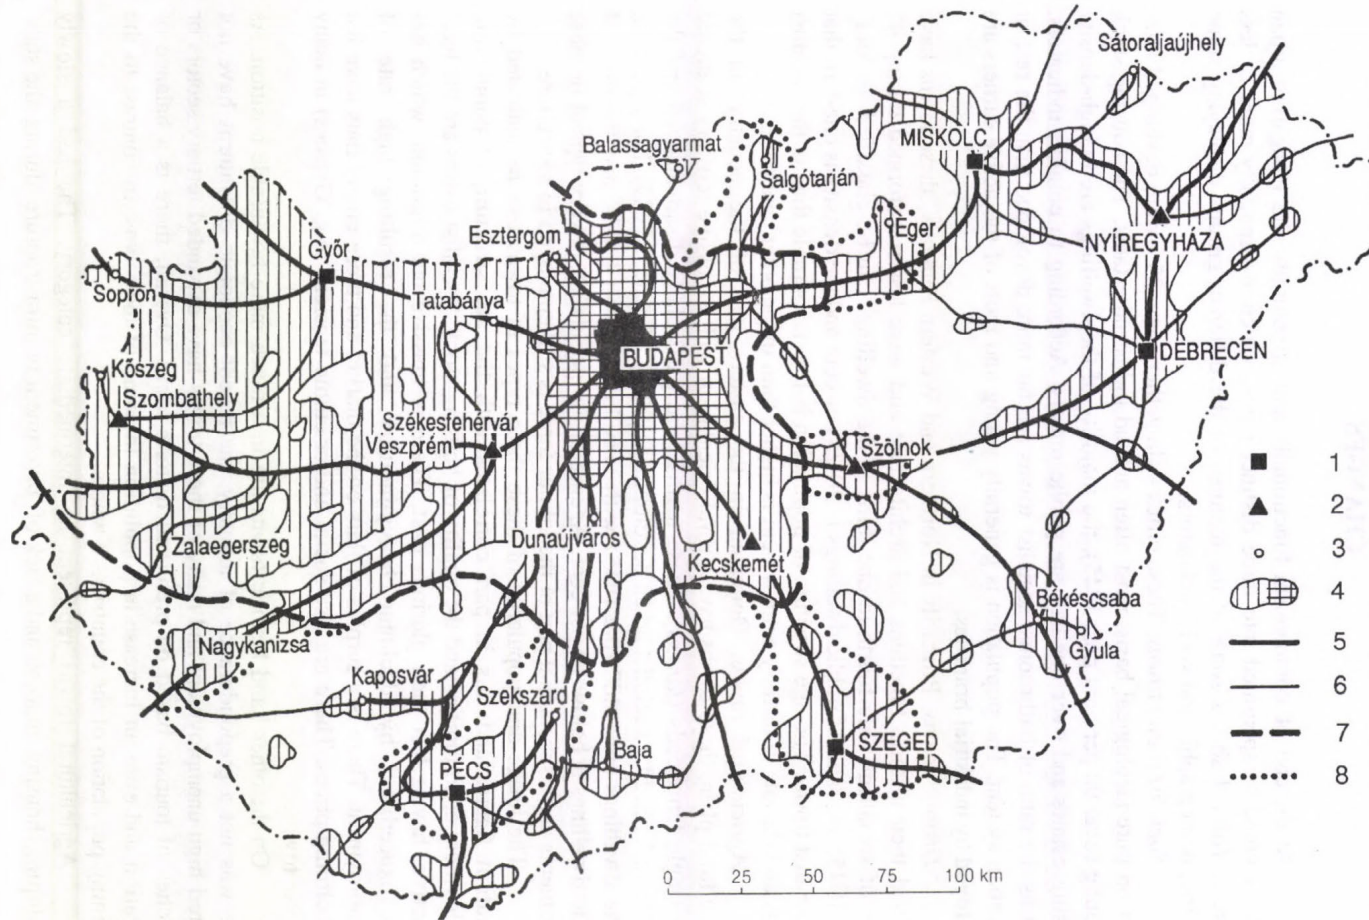 Sátoraljaújhely
MISKOLC
Balassagyarmat
Salgótarján
Eger
NYÍREGYHÁZA
Esztergom
Győr
Sopron
Tatabánya
BUDAPEST
DEBRECEN
Kőszeg
Szombathely
Székesfehérvár
Veszprém
Szolnok
Dunaújváros
Kecskemét
Zalaegerszeg
Békéscsaba
Gyula
Nagykanizsa
Kaposvár
Szekszárd
Baja
SZEGED
PÉCS
1
2
3
4
5
6
7
8
0 25 50 75 100 km